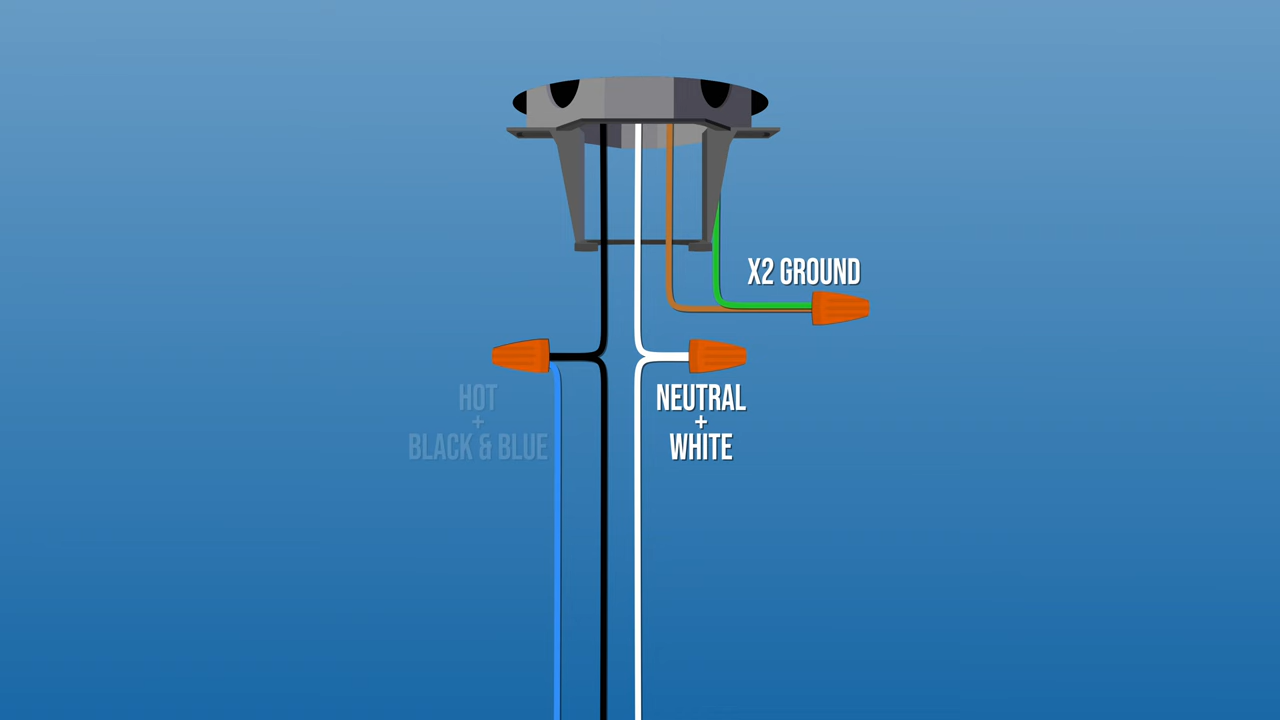 X2 GROUND
HOT
+
BLACK & BLUE
NEUTRAL
+
WHITE